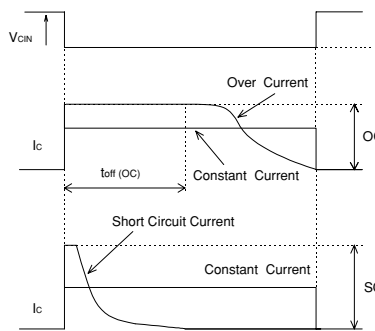 VCIN
Over Current
IC
OC
toff (OC)
Constant Current
Short Circuit Current
Constant Current
IC
SC